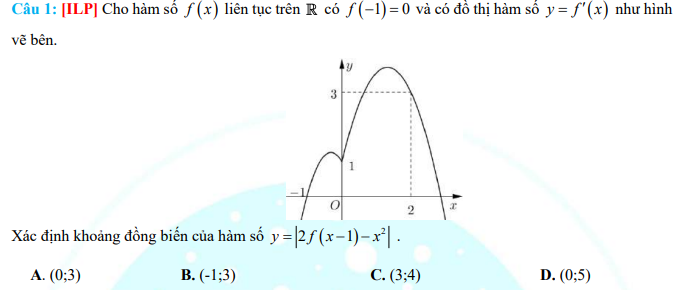 Câu 1: [ILP] Cho hàm số f(x) liên tục trên ℝ có f(−1)=0 và có đồ thị hàm số y=f'(x) như hình
vẽ bên.
y
3
1
−1
O
2
x
Xác định khoảng đồng biến của hàm số y=|2f(x−1)−x²| .
A. (0;3) B. (-1;3) C. (3;4) D. (0;5)